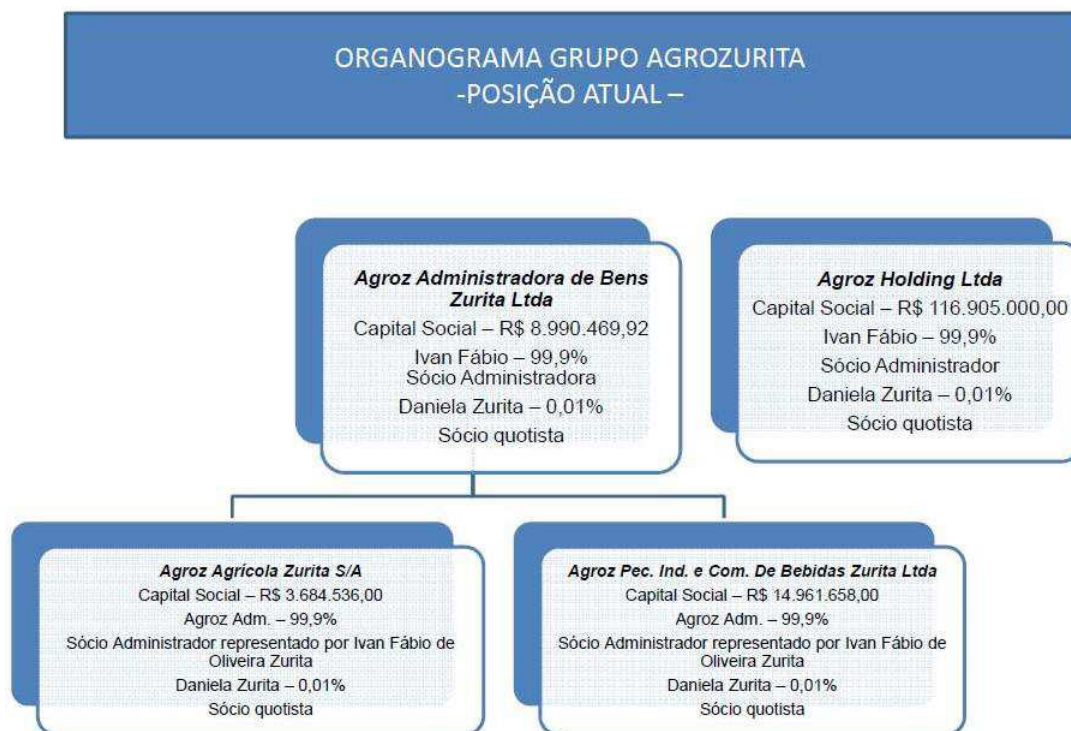 ORGANOGRAMA GRUPO AGROZURITA
-POSIÇÃO ATUAL –
Agroz Administradora de Bens
Zurita Ltda
Capital Social – R$ 8.990.469,92
Ivan Fábio – 99,9%
Sócio Administradora
Daniela Zurita – 0,01%
Sócio quotista
Agroz Holding Ltda
Capital Social – R$ 116.905.000,00
Ivan Fábio – 99,9%
Sócio Administrador
Daniela Zurita – 0,01%
Sócio quotista
Agroz Agrícola Zurita S/A
Capital Social – R$ 3.684.536,00
Agroz Adm. – 99,9%
Sócio Administrador representado por Ivan Fábio de
Oliveira Zurita
Daniela Zurita – 0,01%
Sócio quotista
Agroz Pec. Ind. e Com. De Bebidas Zurita Ltda
Capital Social – R$ 14.961.658,00
Agroz Adm. – 99,9%
Sócio Administrador representado por Ivan Fábio de
Oliveira Zurita
Daniela Zurita – 0,01%
Sócio quotista